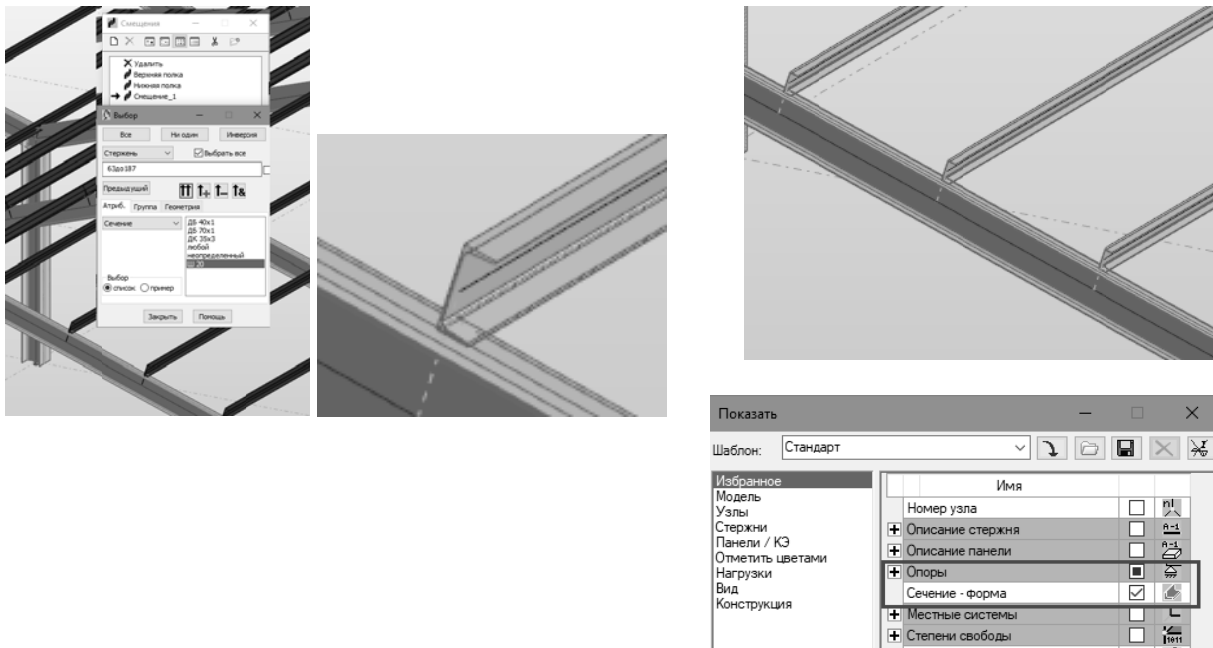 Смещения
Удалить
Верхняя полка
Нижняя полка
Смещение_1
Выбор
Все
Ни один
Инверсия
Стержень
Выбрать все
63до187
Предыдущий
Атриб.
Группа
Геометрия
Сечение
ДБ 40x1
ДБ 70x1
ДК 35x3
любой
неопределенный
20
Выбор
список
пример
Закрыть
Помощь
Показать
Шаблон:
Стандарт
Избранное
Модель
Узлы
Стержни
Панели / КЭ
Отметить цветами
Нагрузки
Вид
Конструкция
Имя
Номер узла
Описание стержня
Описание панели
Опоры
Сечение - форма
Местные системы
Степени свободы